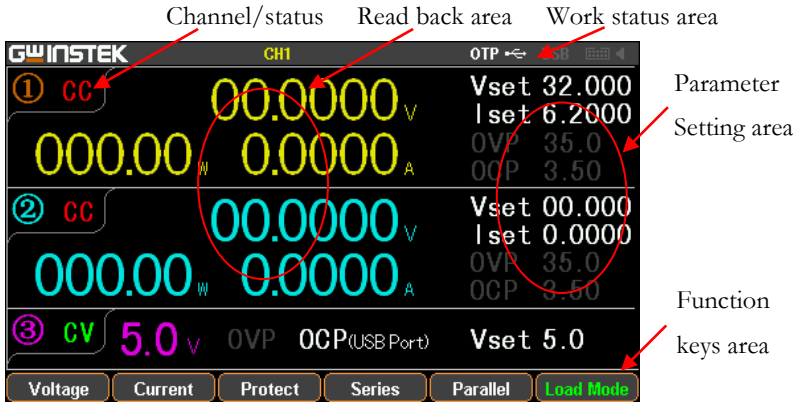 Channel/status Read back area Work status area
GWINSTEK CH1 OTP USB
① CC 00.0000 V Vset 32.000
Iset 6.2000
000.00 W 0.0000 A OVP 35.0
OCP 3.50
Parameter
Setting area
② CC 00.0000 V Vset 00.000
Iset 0.0000
000.00 W 0.0000 A OVP 35.0
OCP 3.50
③ CV 5.0 V OVP OCP(USB Port) Vset 5.0
Function
keys area
Voltage Current Protect Series Parallel Load Mode